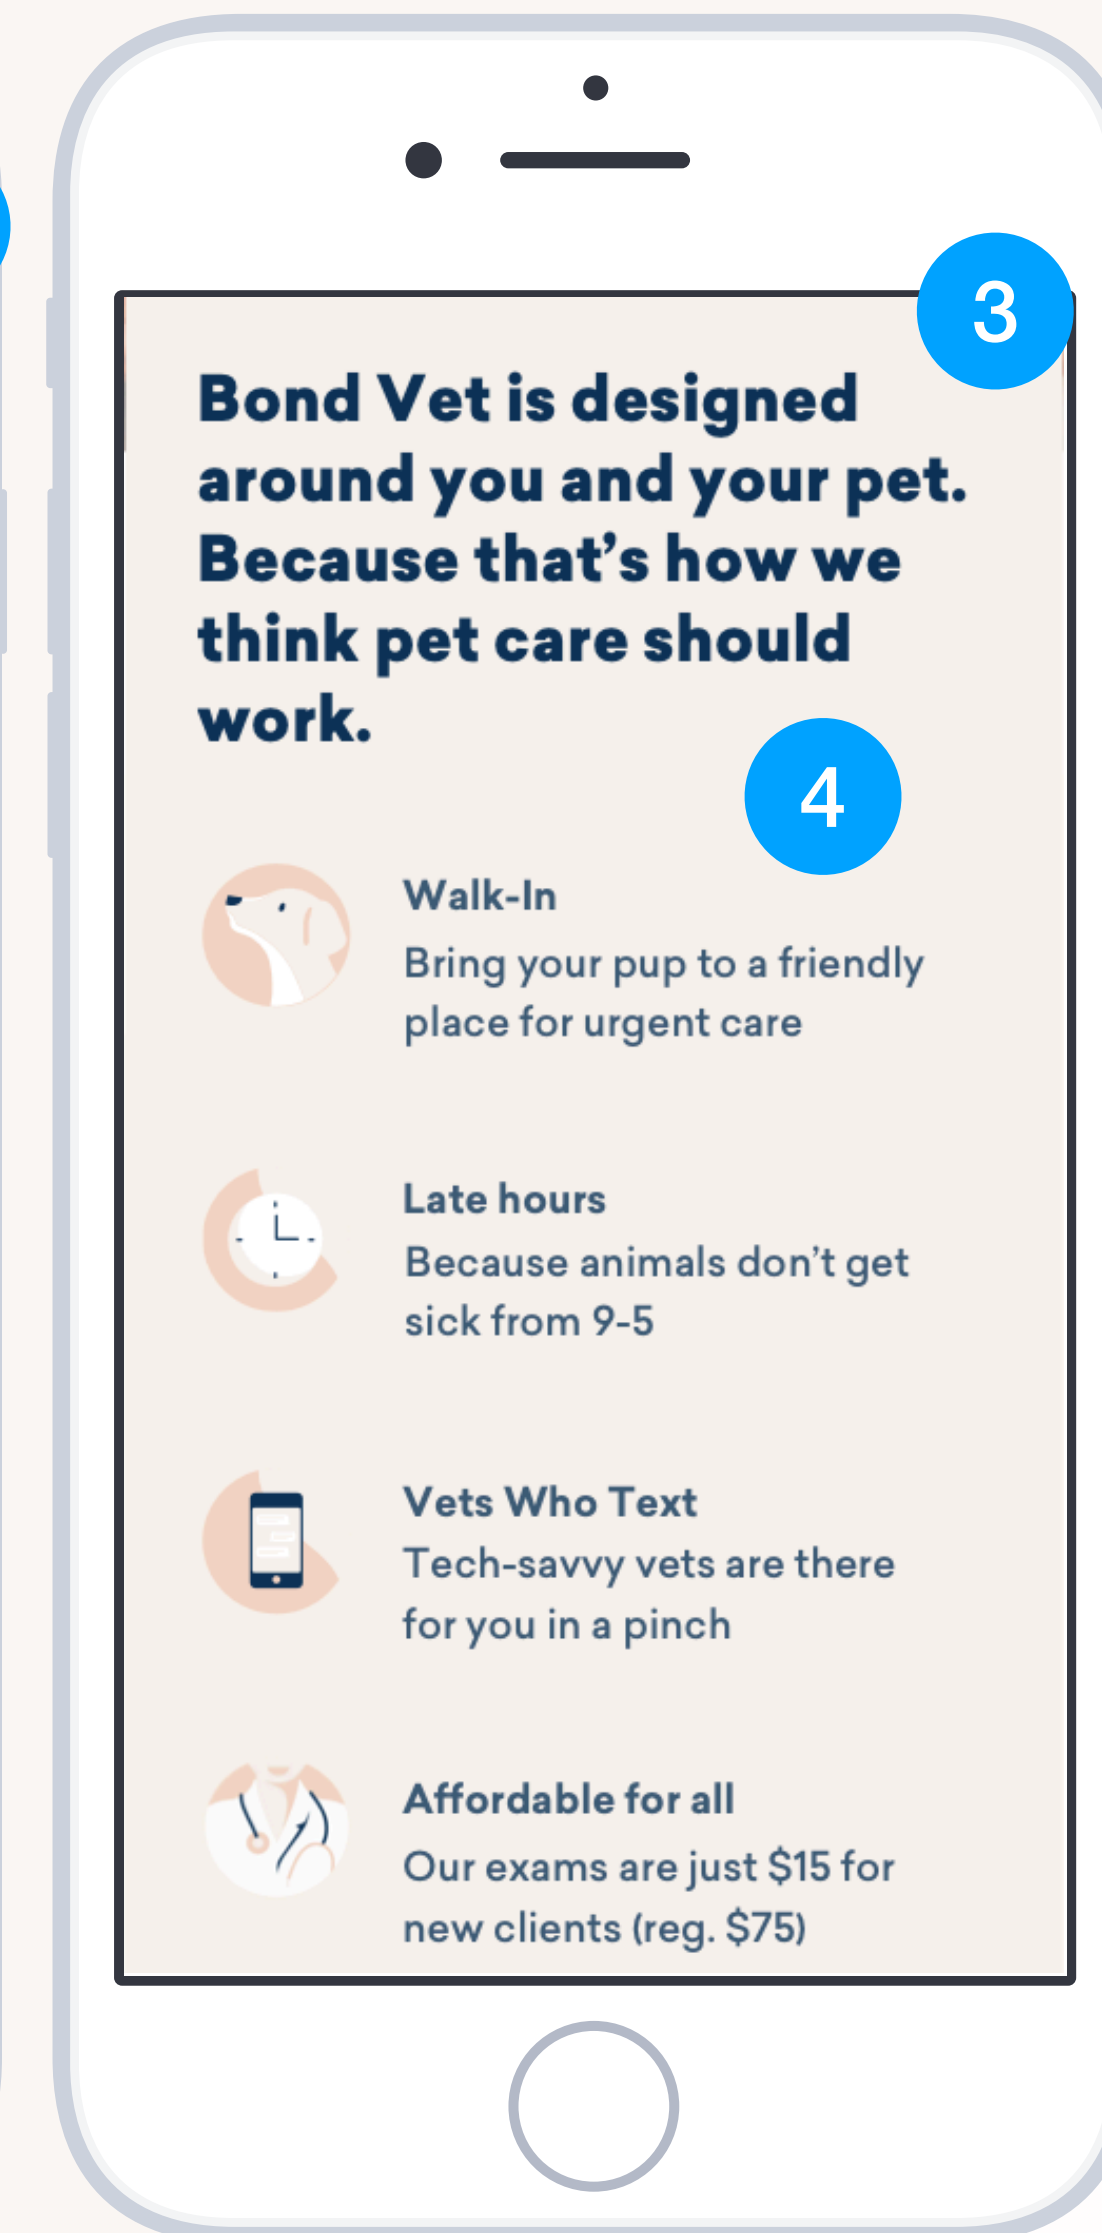 3
Bond Vet is designed
around you and your pet.
Because that’s how we
think pet care should
work.
4
Walk-In
Bring your pup to a friendly
place for urgent care
Late hours
Because animals don’t get
sick from 9-5
Vets Who Text
Tech-savvy vets are there
for you in a pinch
Affordable for all
Our exams are just $15 for
new clients (reg. $75)